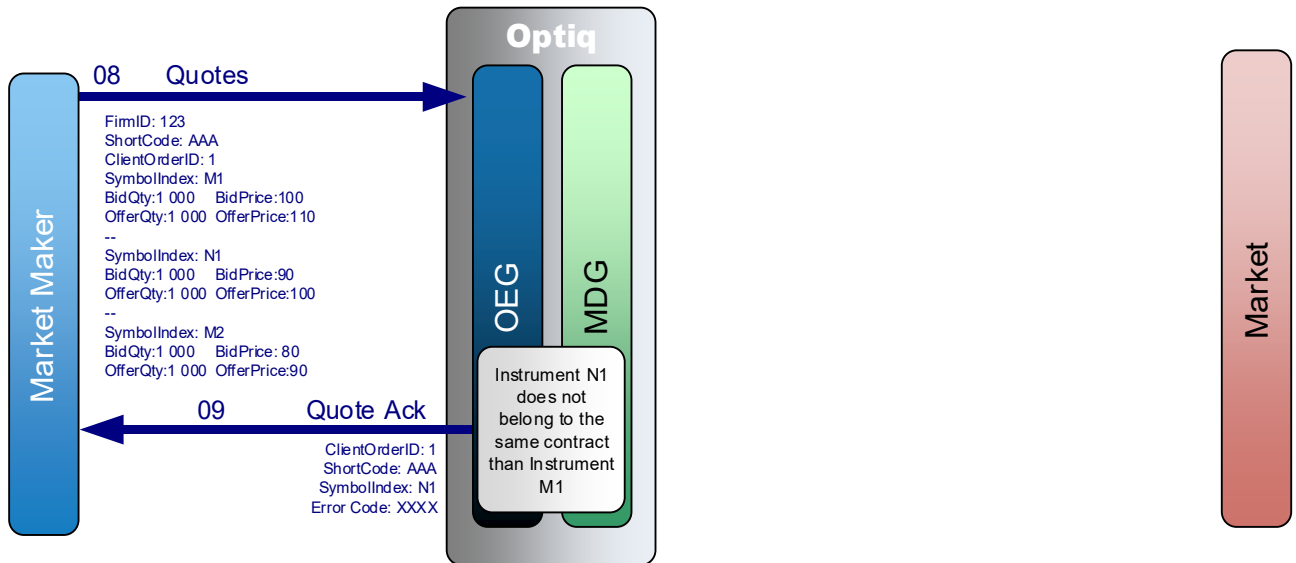 Optiq
08 Quotes
FirmID: 123
ShortCode: AAA
ClientOrderID: 1
SymbolIndex: M1
BidQty:1 000 BidPrice:100
OfferQty:1 000 OfferPrice:110
--
SymbolIndex: N1
BidQty:1 000 BidPrice:90
OfferQty:1 000 OfferPrice:100
--
SymbolIndex: M2
BidQty:1 000 BidPrice: 80
OfferQty:1 000 OfferPrice:90
Market Maker
OEG
MDG
Market
Instrument N1
does not
belong to the
same contract
than Instrument
M1
09 Quote Ack
ClientOrderID: 1
ShortCode: AAA
SymbolIndex: N1
Error Code: XXXX